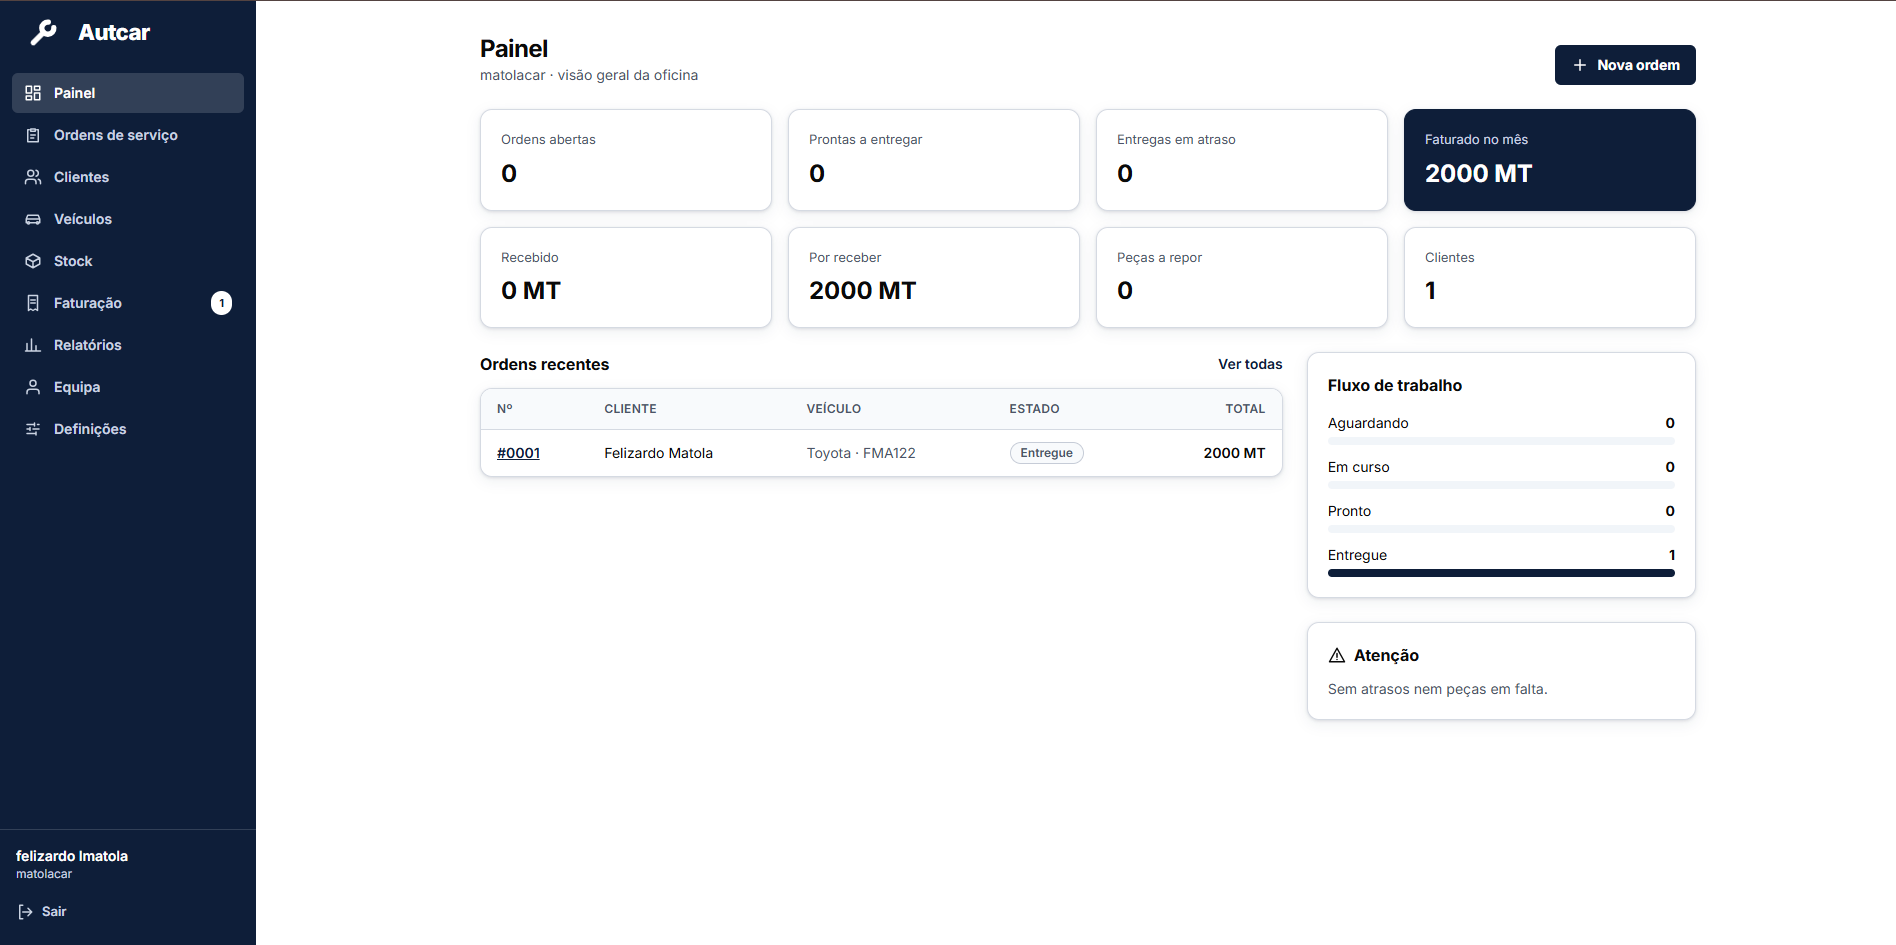 Autcar
Painel
Ordens de serviço
Clientes
Veículos
Stock
Faturação 1
Relatórios
Equipa
Definições
felizardo lmatola
matolacar
Sair
Painel
matolacar · visão geral da oficina
Nova ordem
Ordens abertas
0
Prontas a entregar
0
Entregas em atraso
0
Faturado no mês
2000 MT
Recebido
0 MT
Por receber
2000 MT
Peças a repor
0
Clientes
1
Ordens recentes
Ver todas
Nº CLIENTE VEÍCULO ESTADO TOTAL
#0001 Felizardo Matola Toyota · FMA122 Entregue 2000 MT
Fluxo de trabalho
Aguardando 0
Em curso 0
Pronto 0
Entregue 1
Atenção
Sem atrasos nem peças em falta.